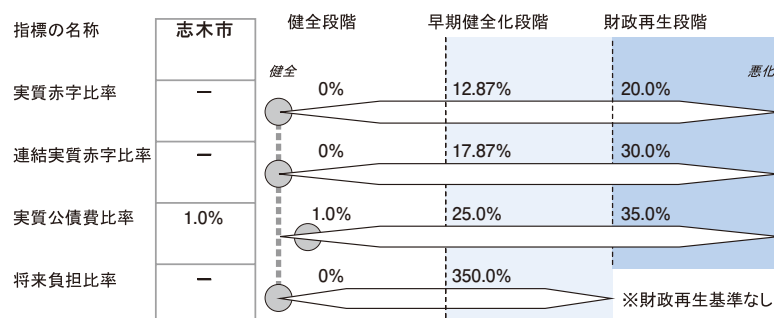 指標の名称 志木市 健全段階 早期健全化段階 財政再生段階
健全 悪化
実質赤字比率 ー 0% 12.87% 20.0%
連結実質赤字比率 ー 0% 17.87% 30.0%
実質公債費比率 1.0% 1.0% 25.0% 35.0%
将来負担比率 ー 0% 350.0%
※財政再生基準なし